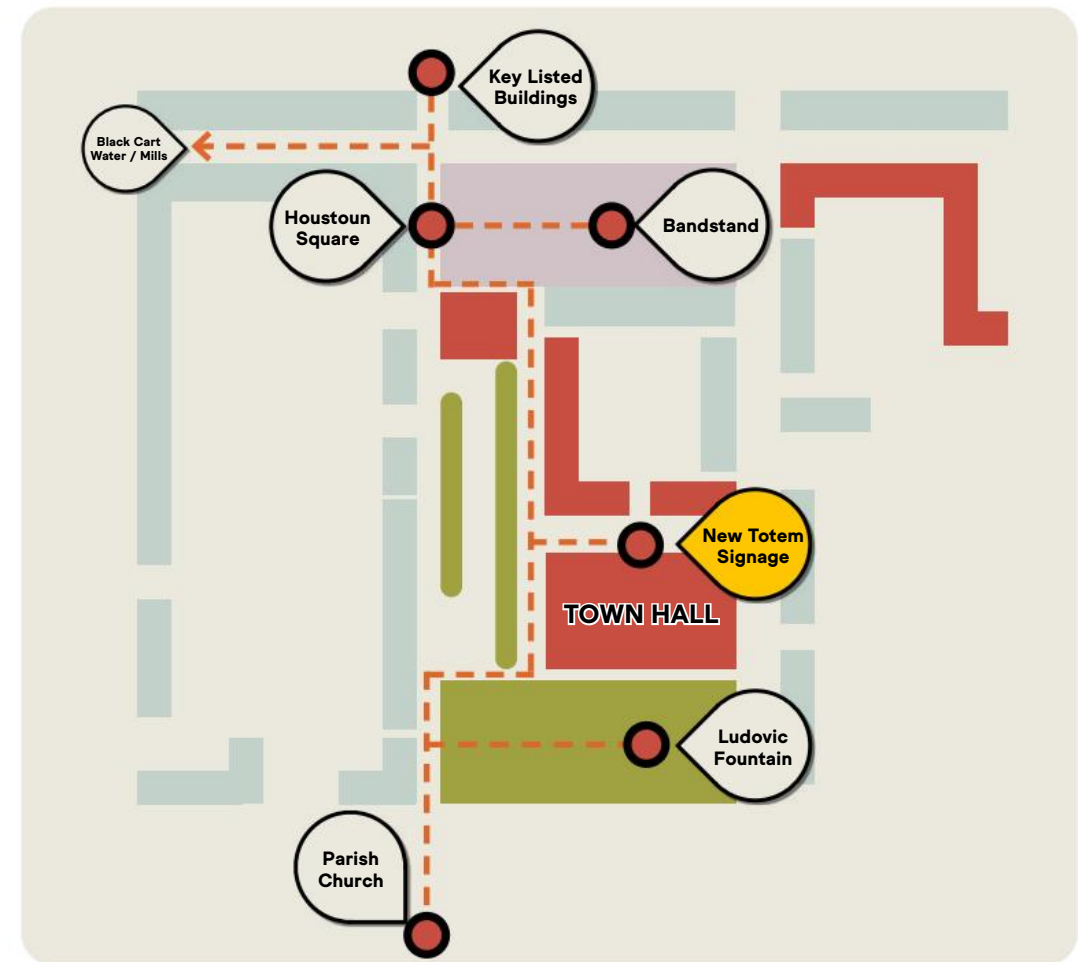 Key Listed
Buildings
Black Cart
Water / Mills
Houstoun
Square
Bandstand
New Totem
Signage
TOWN HALL
Ludovic
Fountain
Parish
Church